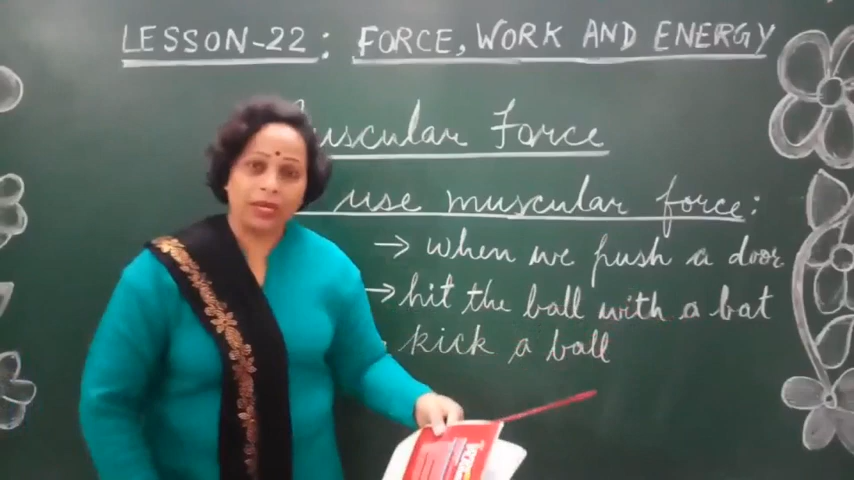 LESSON-22: FORCE, WORK AND ENERGY
Muscular Force
use muscular force:
→ when we push a door
→ hit the ball with a bat
kick a ball